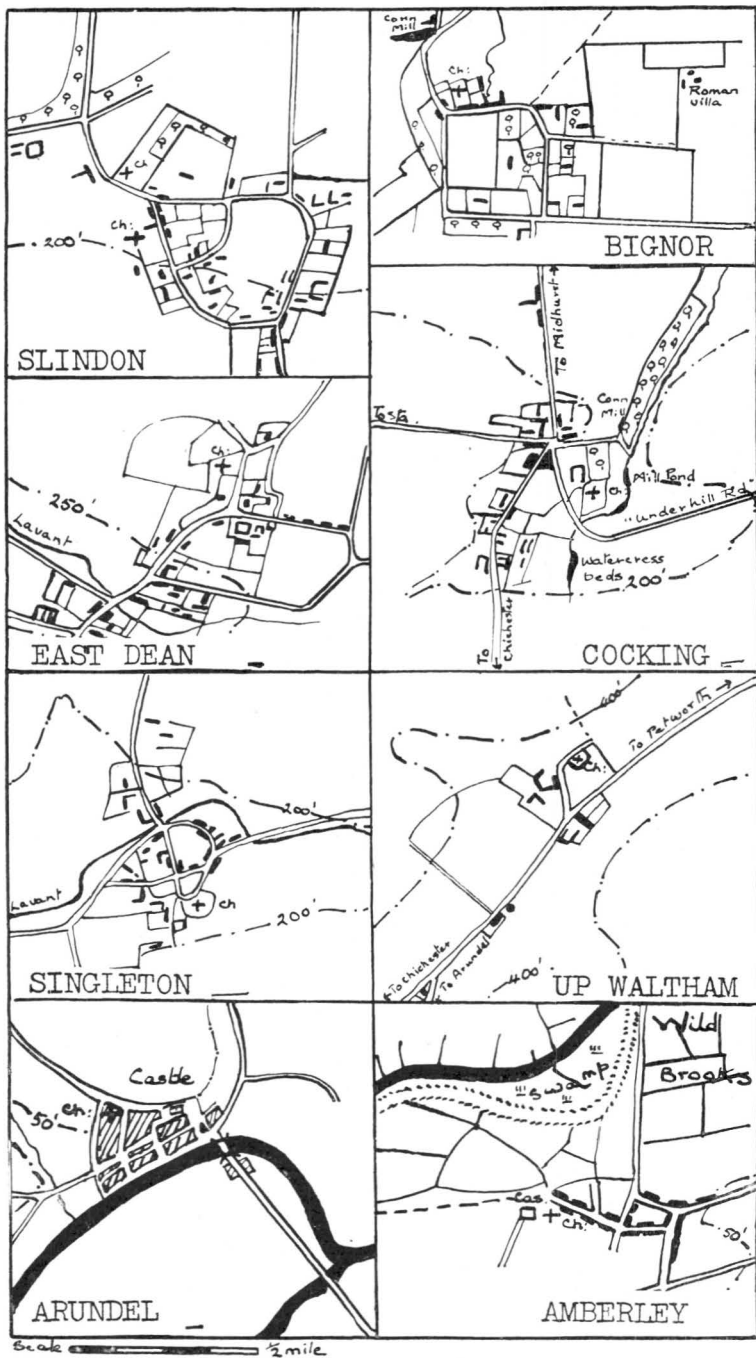 Ch:
Ch:
200'
SLINDON
Corn
Mill
Ch:
Roman
Villa
BIGNOR
Ch:
250'
Lavant
EAST DEAN
To Midhurst
Corn
Mill
Mill Pond
Ch:
"Underhill Rd.
Watercress
beds
200'
To
Chichester
COCKING
200'
Lavant
Ch
200'
SINGLETON
400'
To Petworth
Ch:
To Chichester
To Arundel
400'
UP WALTHAM
Castle
Ch:
50'
ARUNDEL
Wild
Brooks
swamp
Cas.
Ch:
50'
AMBERLEY
Scale
½ mile